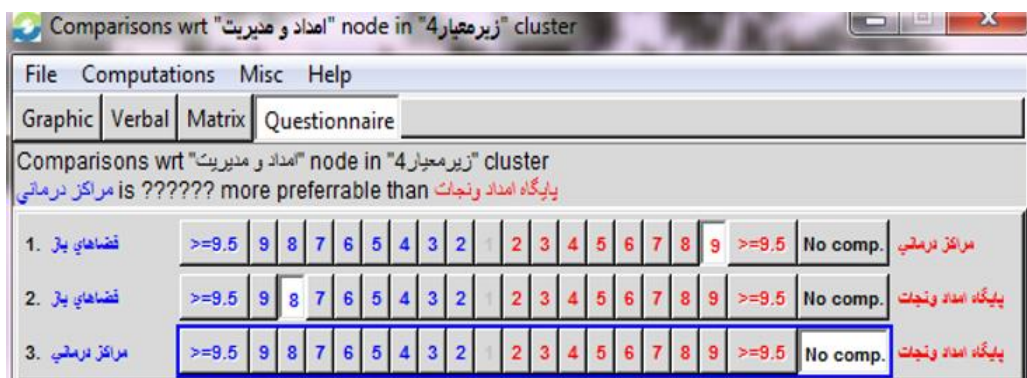 Comparisons wrt "امداد و مدیریت" node in "زیرمعیار4" cluster
X
File Computations Misc Help
Graphic Verbal Matrix Questionnaire
Comparisons wrt "امداد و مدیریت" node in "زیرمعیار4" cluster
مراکز درماني is ?????? more preferrable than پایگاه امداد ونجات
1. فضاهاي باز >=9.5 9 8 7 6 5 4 3 2 1 2 3 4 5 6 7 8 9 >=9.5 No comp. مراکز درماني
2. فضاهاي باز >=9.5 9 8 7 6 5 4 3 2 1 2 3 4 5 6 7 8 9 >=9.5 No comp. پایگاه امداد ونجات
3. مراکز درماني >=9.5 9 8 7 6 5 4 3 2 1 2 3 4 5 6 7 8 9 >=9.5 No comp. پایگاه امداد ونجات